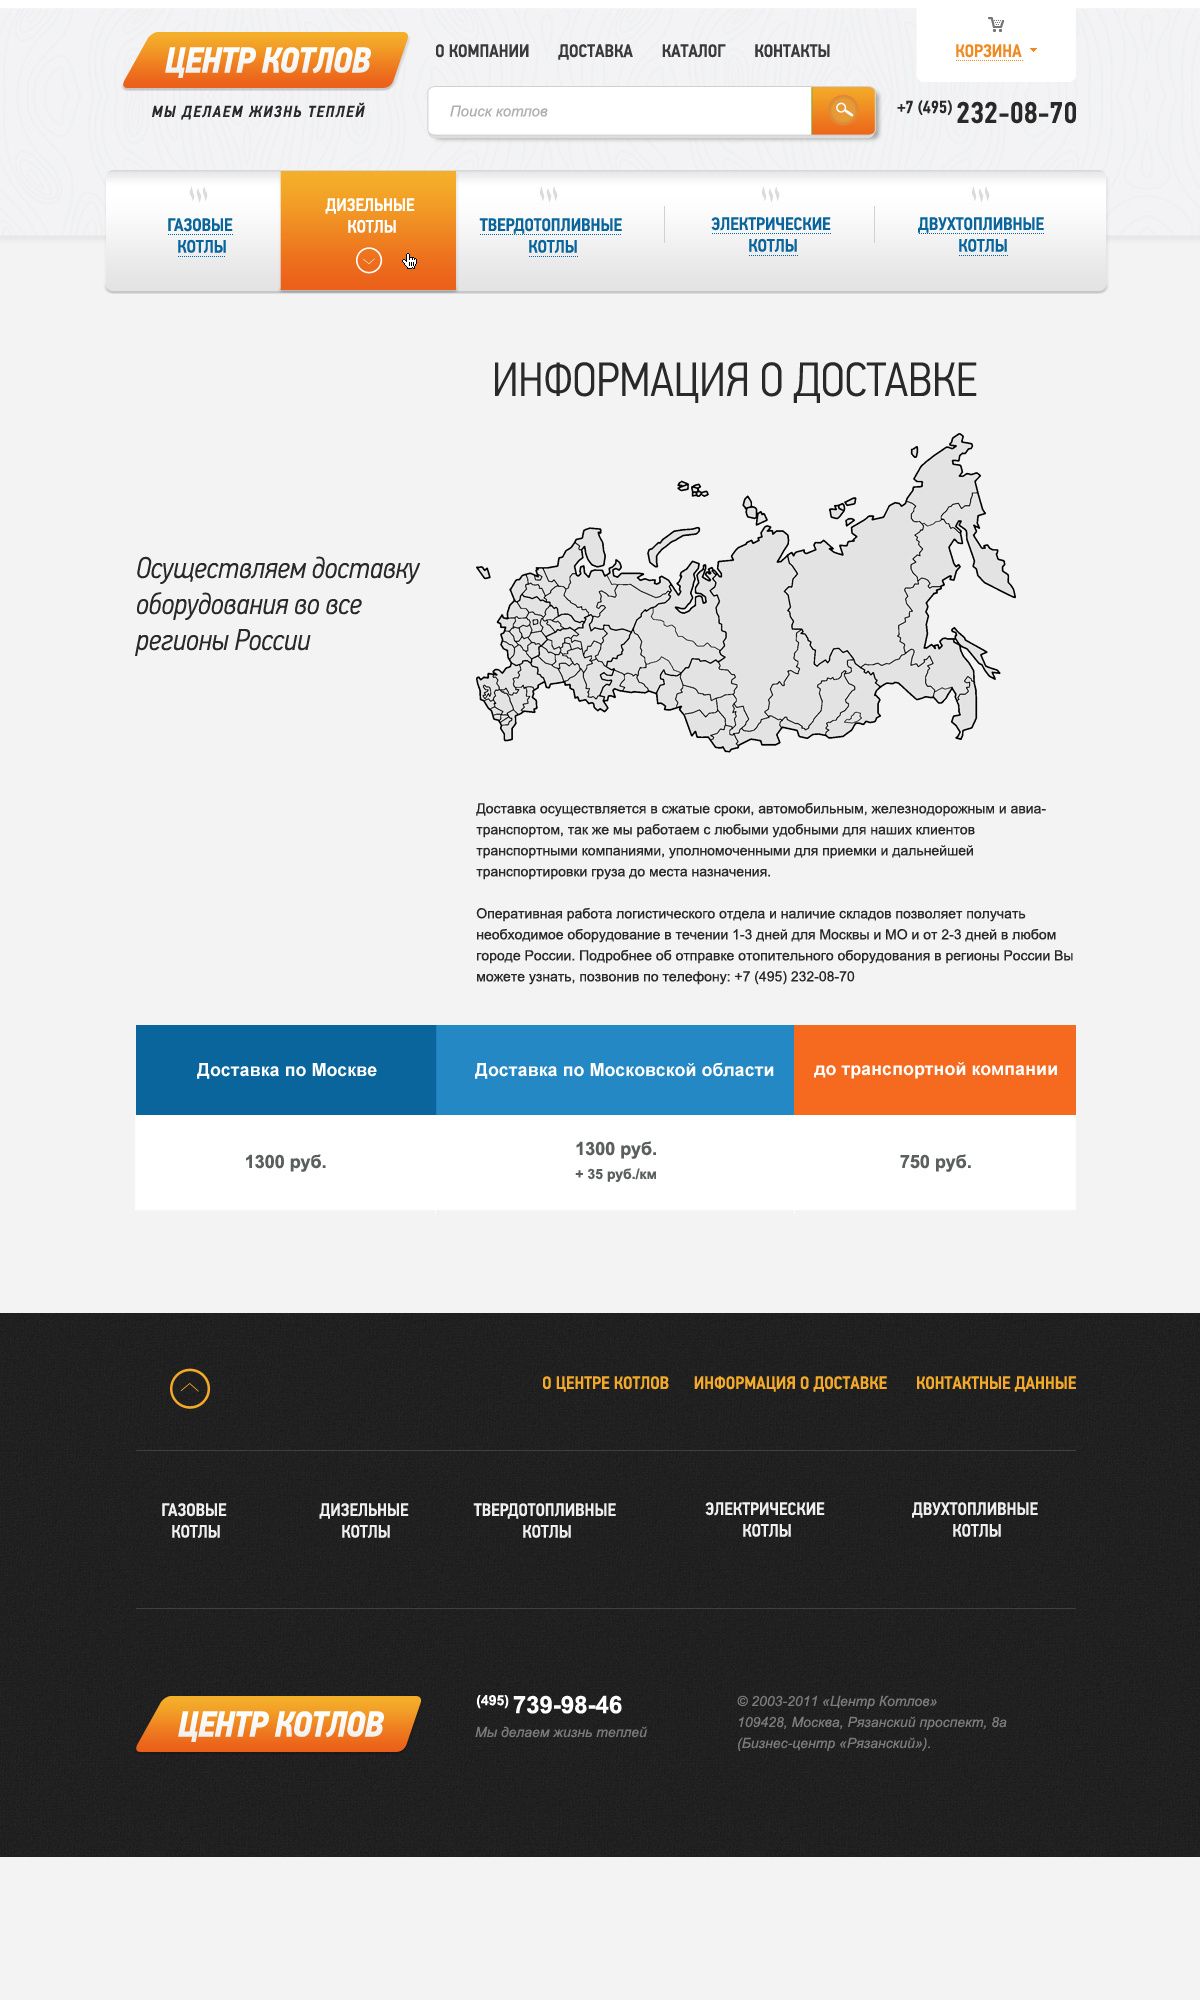 ЦЕНТР КОТЛОВ
МЫ ДЕЛАЕМ ЖИЗНЬ ТЕПЛЕЙ
О КОМПАНИИ ДОСТАВКА КАТАЛОГ КОНТАКТЫ
КОРЗИНА
Поиск котлов
+7 (495) 232-08-70
ГАЗОВЫЕ
КОТЛЫ
ДИЗЕЛЬНЫЕ
КОТЛЫ
ТВЕРДОТОПЛИВНЫЕ
КОТЛЫ
ЭЛЕКТРИЧЕСКИЕ
КОТЛЫ
ДВУХТОПЛИВНЫЕ
КОТЛЫ
ИНФОРМАЦИЯ О ДОСТАВКЕ
Осуществляем доставку
оборудования во все
регионы России
Доставка осуществляется в сжатые сроки, автомобильным, железнодорожным и авиа-
транспортом, так же мы работаем с любыми удобными для наших клиентов
транспортными компаниями, уполномоченными для приемки и дальнейшей
транспортировки груза до места назначения.
Оперативная работа логистического отдела и наличие складов позволяет получать
необходимое оборудование в течении 1-3 дней для Москвы и МО и от 2-3 дней в любом
городе России. Подробнее об отправке отопительного оборудования в регионы России Вы
можете узнать, позвонив по телефону: +7 (495) 232-08-70
Доставка по Москве
Доставка по Московской области
до транспортной компании
1300 руб.
1300 руб.
+ 35 руб./км
750 руб.
О ЦЕНТРЕ КОТЛОВ ИНФОРМАЦИЯ О ДОСТАВКЕ КОНТАКТНЫЕ ДАННЫЕ
ГАЗОВЫЕ
КОТЛЫ
ДИЗЕЛЬНЫЕ
КОТЛЫ
ТВЕРДОТОПЛИВНЫЕ
КОТЛЫ
ЭЛЕКТРИЧЕСКИЕ
КОТЛЫ
ДВУХТОПЛИВНЫЕ
КОТЛЫ
ЦЕНТР КОТЛОВ
(495) 739-98-46
Мы делаем жизнь теплей
© 2003-2011 «Центр Котлов»
109428, Москва, Рязанский проспект, 8а
(Бизнес-центр «Рязанский»).